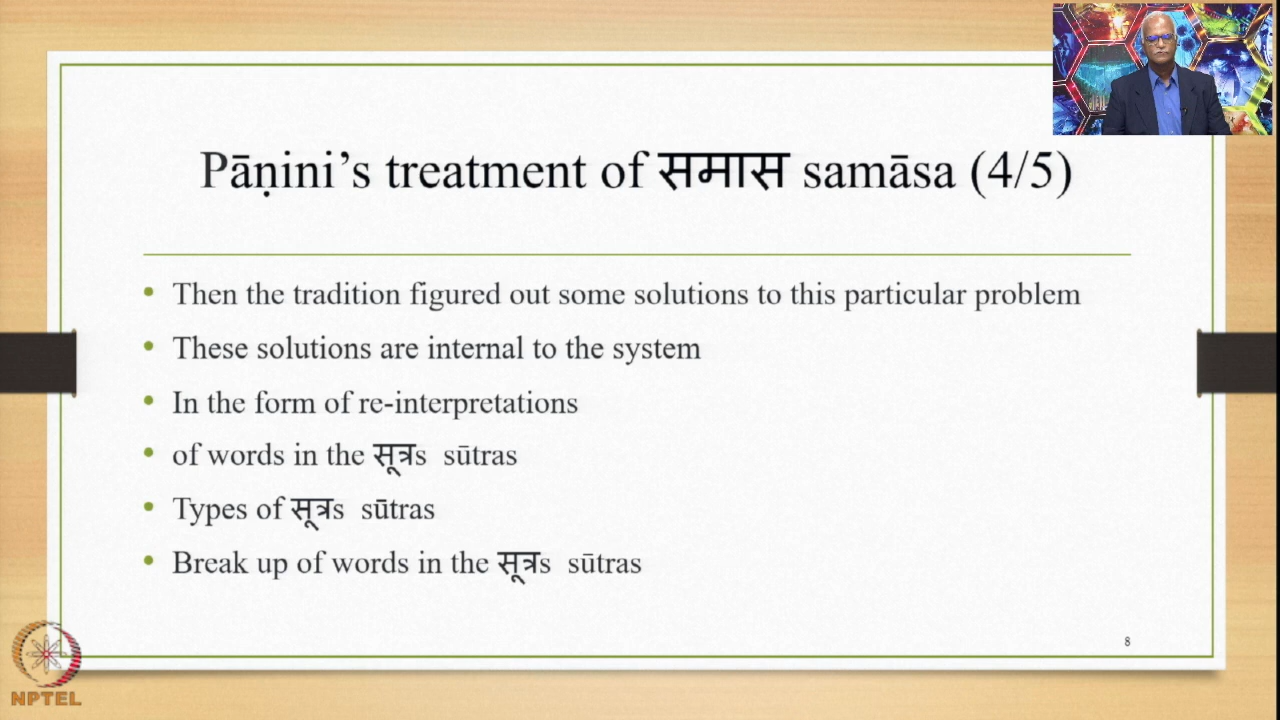 Pāṇini’s treatment of समास samāsa (4/5)
• Then the tradition figured out some solutions to this particular problem
• These solutions are internal to the system
• In the form of re-interpretations
• of words in the सूत्रs sūtras
• Types of सूत्रs sūtras
• Break up of words in the सूत्रs sūtras
8
NPTEL